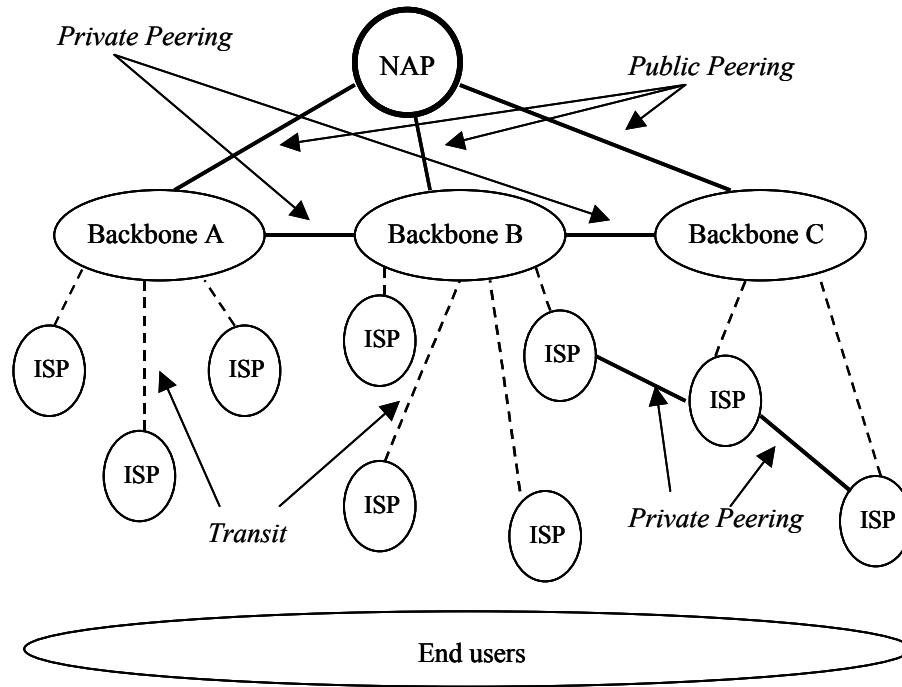 Private Peering
NAP
Public Peering
Backbone A
Backbone B
Backbone C
ISP
ISP
ISP
ISP
ISP
ISP
ISP
ISP
ISP
ISP
Transit
Private Peering
End users